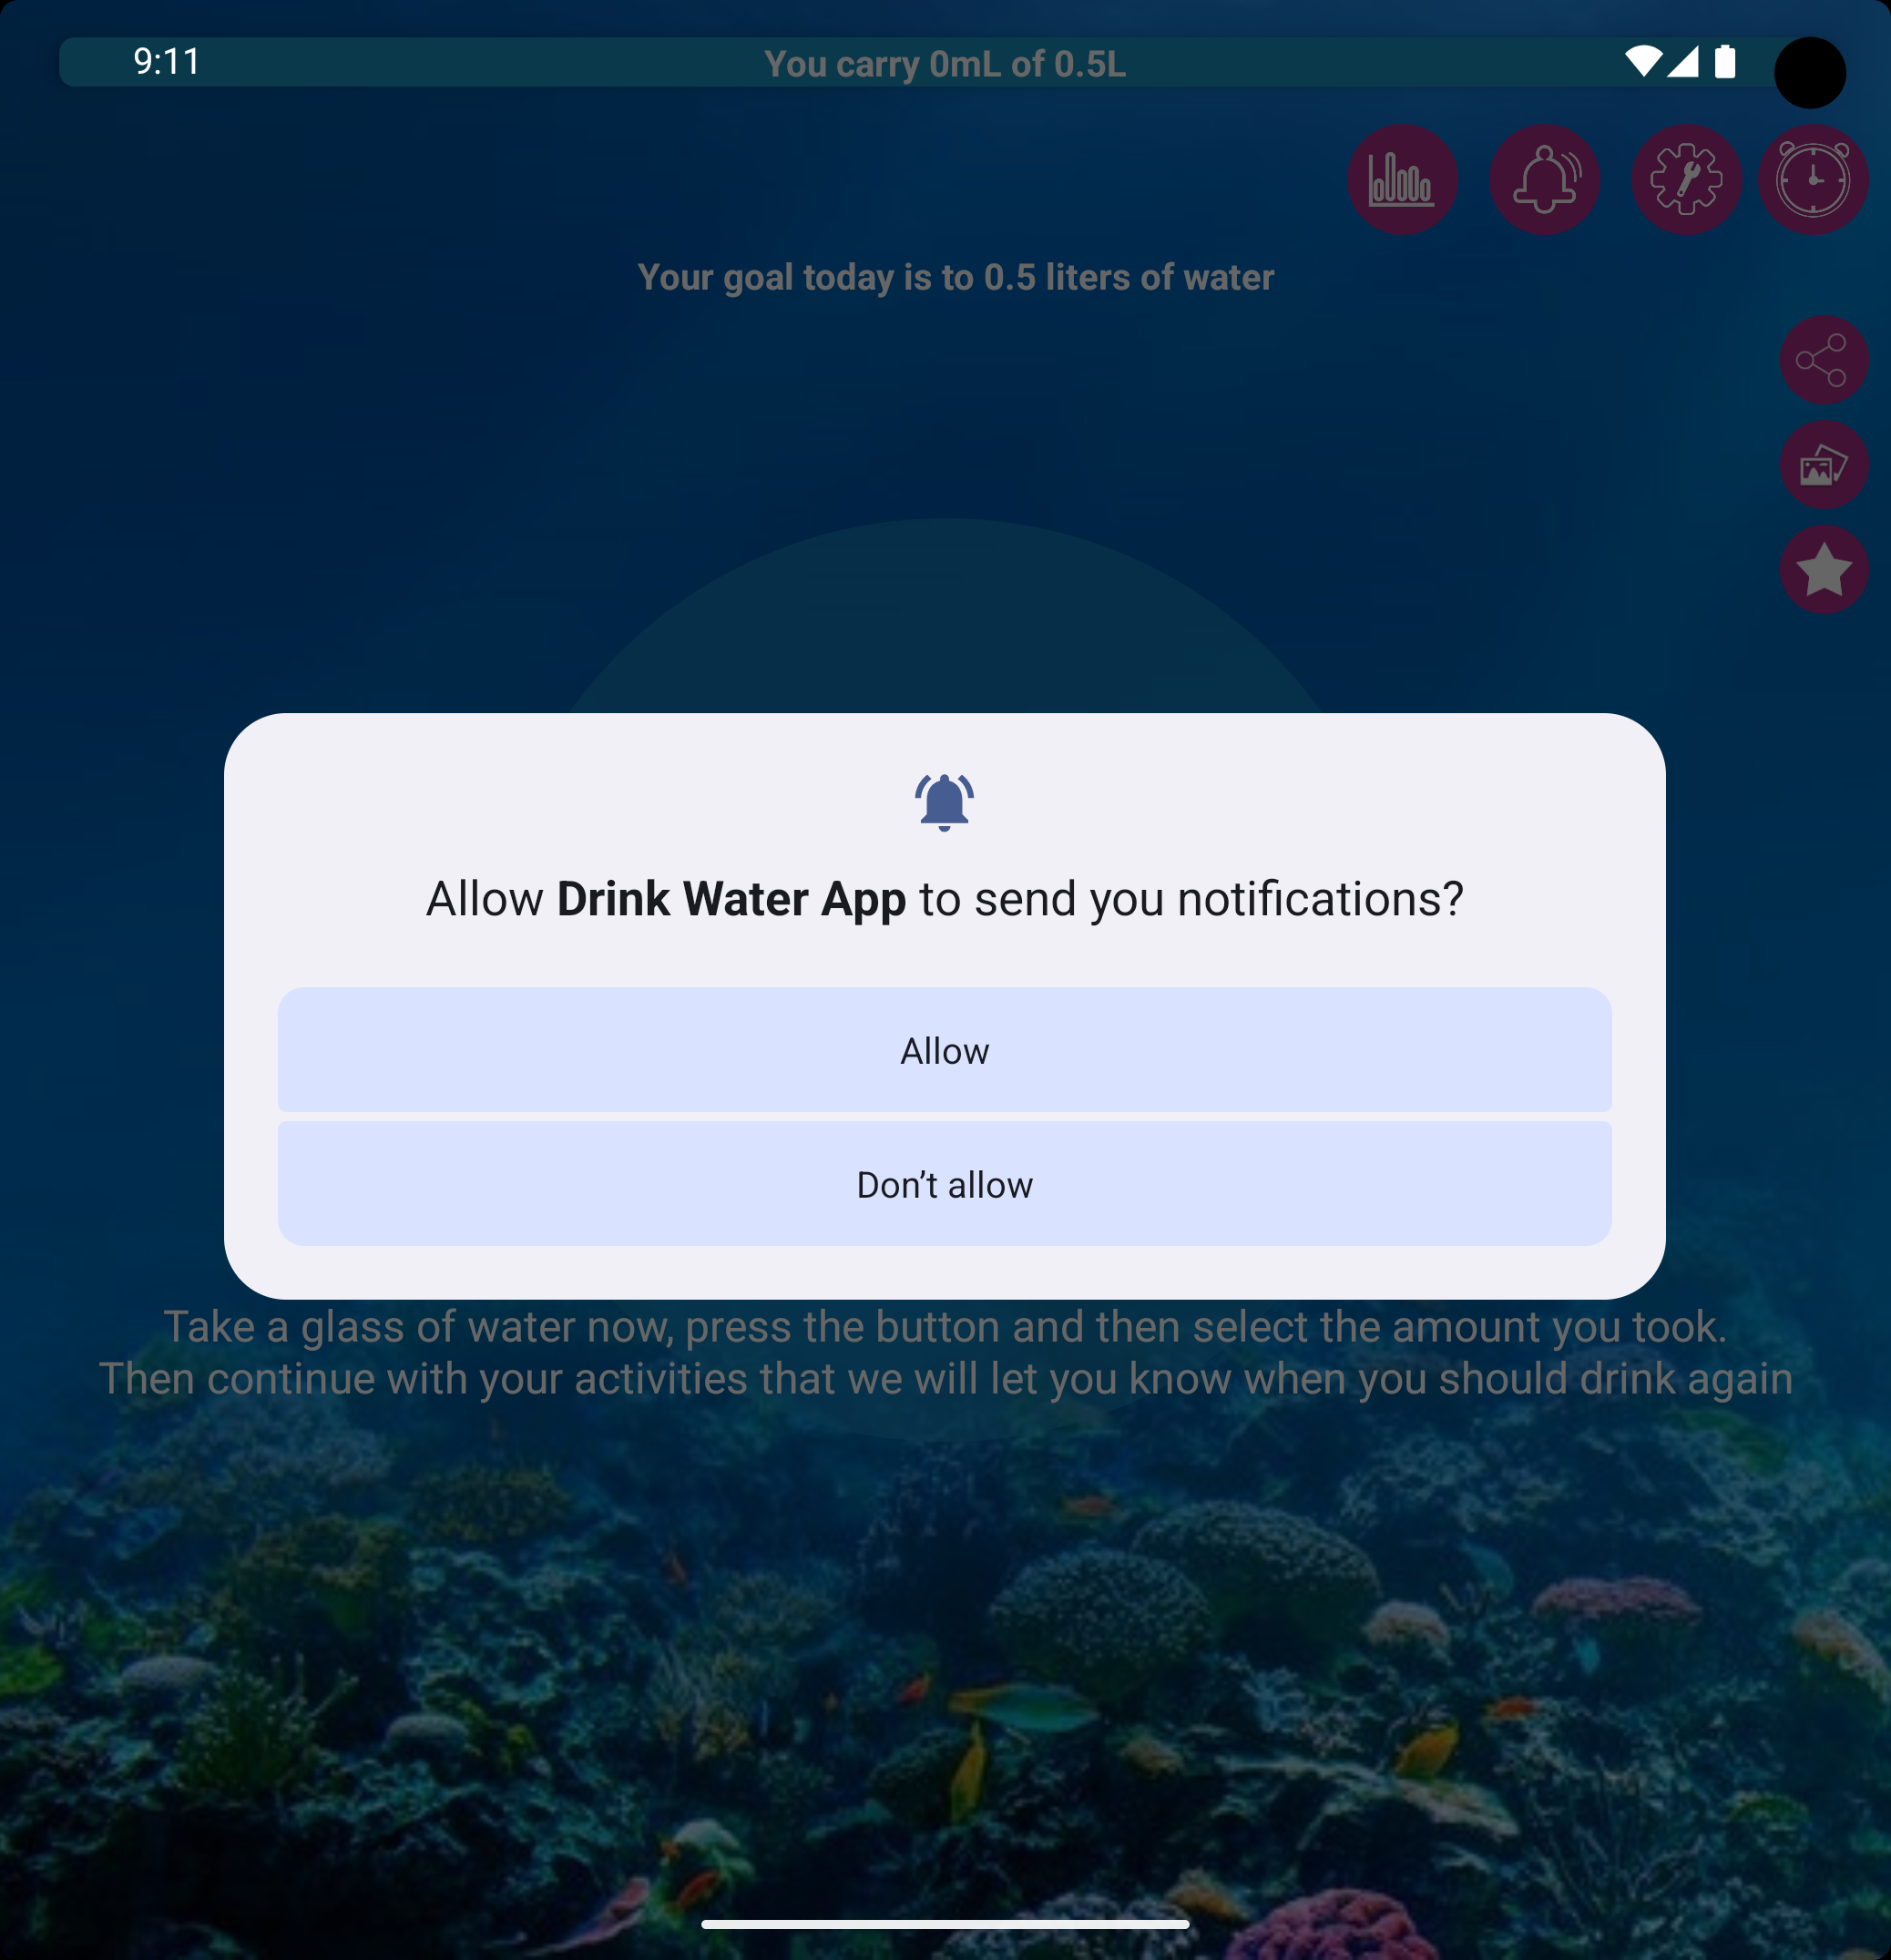 9:11
You carry 0mL of 0.5L
Your goal today is to 0.5 liters of water
Allow Drink Water App to send you notifications?
Allow
Don’t allow
Take a glass of water now, press the button and then select the amount you took.
Then continue with your activities that we will let you know when you should drink again